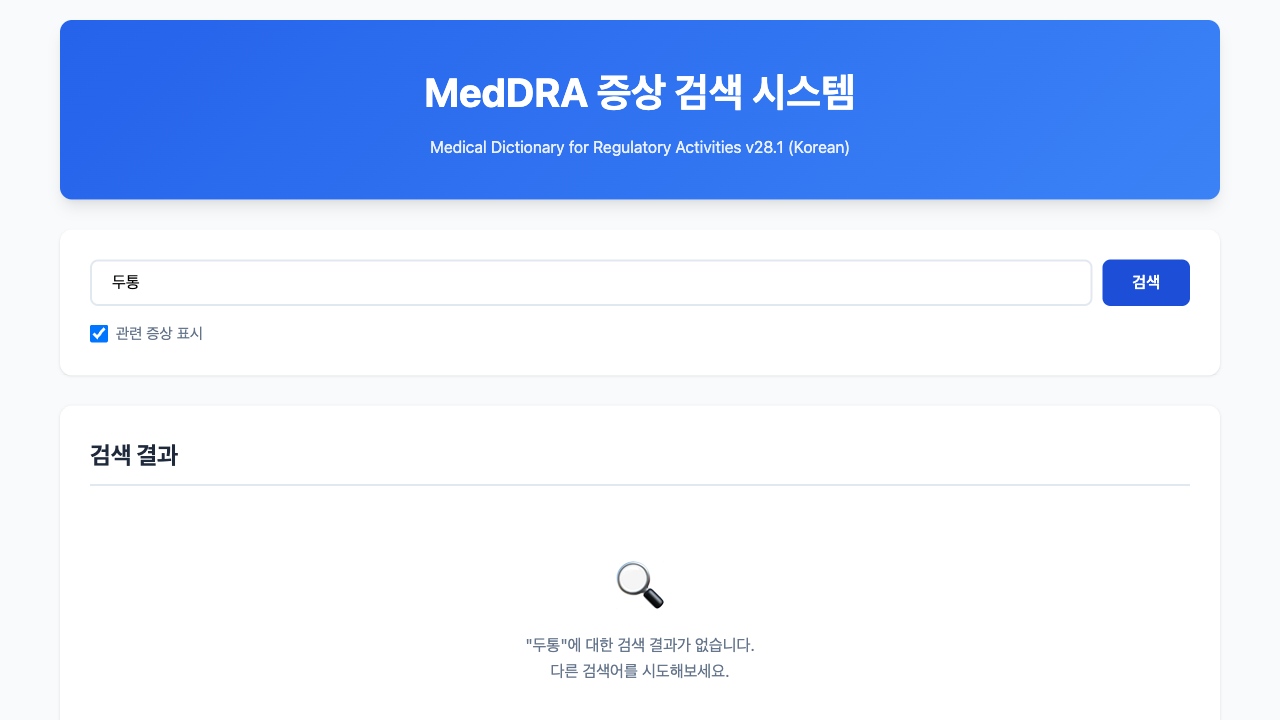 MedDRA 증상 검색 시스템
Medical Dictionary for Regulatory Activities v28.1 (Korean)
두통
검색
관련 증상 표시
검색 결과
"두통"에 대한 검색 결과가 없습니다.
다른 검색어를 시도해보세요.